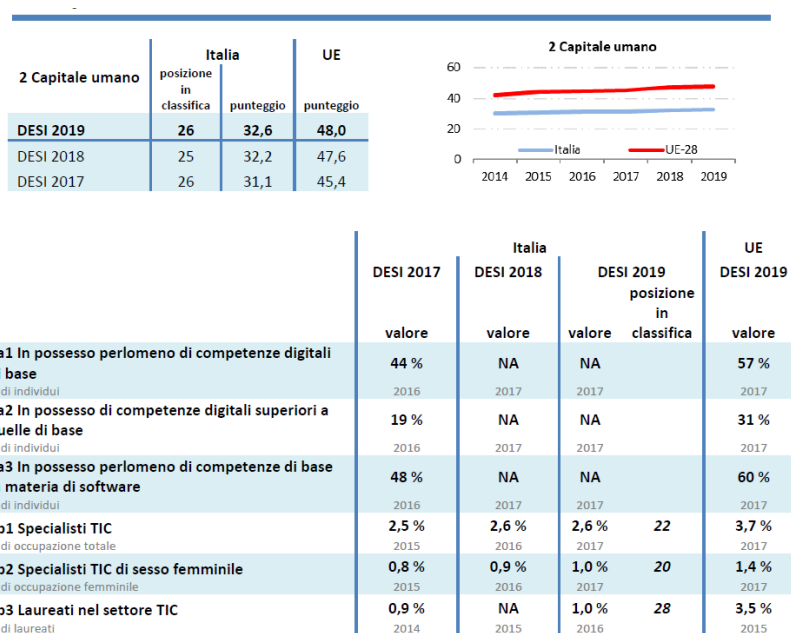 Italia UE
2 Capitale umano
posizione
in
classifica punteggio punteggio
DESI 2019 26 32,6 48,0
DESI 2018 25 32,2 47,6
DESI 2017 26 31,1 45,4
2 Capitale umano
60
40
20
0
Italia UE-28
2014 2015 2016 2017 2018 2019
Italia UE
DESI 2017 DESI 2018 DESI 2019 DESI 2019
posizione
in
valore valore valore classifica valore
a1 In possesso perlomeno di competenze digitali
i base
44 % NA NA 57 %
di individui 2016 2017 2017 2017
a2 In possesso di competenze digitali superiori a
uelle di base
19 % NA NA 31 %
di individui 2016 2017 2017 2017
a3 In possesso perlomeno di competenze di base
materia di software
48 % NA NA 60 %
di individui 2016 2017 2017 2017
b1 Specialisti TIC 2,5 % 2,6 % 2,6 % 22 3,7 %
di occupazione totale 2015 2016 2017 2017
b2 Specialisti TIC di sesso femminile 0,8 % 0,9 % 1,0 % 20 1,4 %
di occupazione femminile 2015 2016 2017 2017
b3 Laureati nel settore TIC 0,9 % NA 1,0 % 28 3,5 %
di laureati 2014 2015 2016 2015